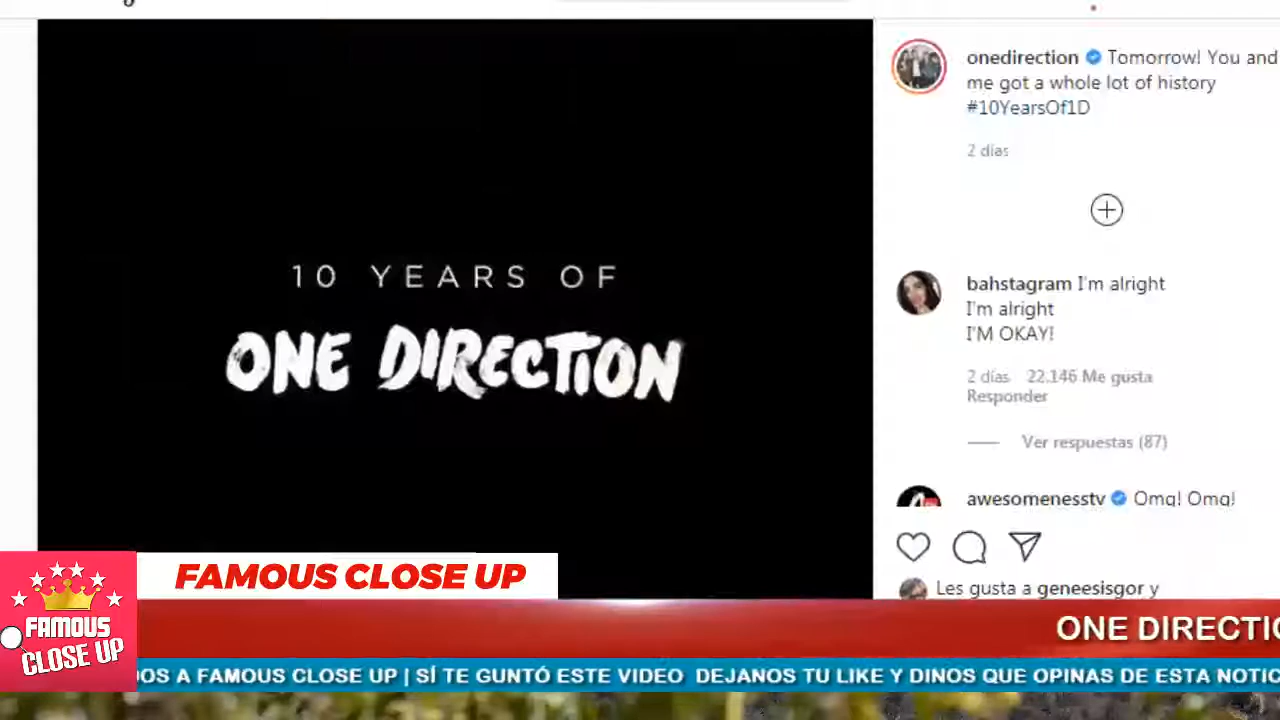 10 YEARS OF
ONE DIRECTION
onedirection Tomorrow! You and
me got a whole lot of history
#10YearsOf1D
2 días
bahstagram I'm alright
I'm alright
I'M OKAY!
2 días 22.146 Me gusta
Responder
Ver respuestas (87)
awesomenesstv Omg! Omg!
Les gusta a geneesisgor y
FAMOUS CLOSE UP
FAMOUS
CLOSE UP
ONE DIRECTIO
DOS A FAMOUS CLOSE UP | SÍ TE GUNTÓ ESTE VIDEO DEJANOS TU LIKE Y DINOS QUE OPINAS DE ESTA NOTIC